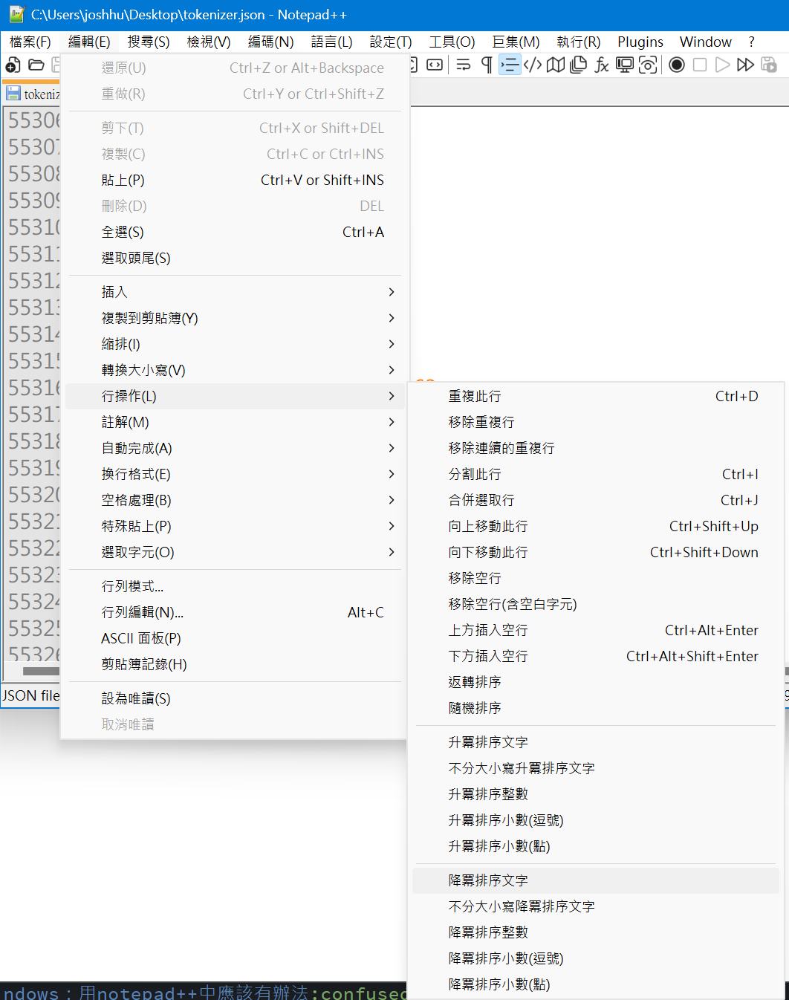 C:\Users\joshhu\Desktop\tokenizer.json - Notepad++
檔案(F) 編輯(E) 搜尋(S) 檢視(V) 編碼(N) 語言(L) 設定(T) 工具(O) 巨集(M) 執行(R) Plugins Window ?
還原(U) Ctrl+Z or Alt+Backspace
重做(R) Ctrl+Y or Ctrl+Shift+Z
剪下(T) Ctrl+X or Shift+DEL
複製(C) Ctrl+C or Ctrl+INS
貼上(P) Ctrl+V or Shift+INS
刪除(D) DEL
全選(S) Ctrl+A
選取頭尾(S)
插入
複製到剪貼簿(Y)
縮排(I)
轉換大小寫(V)
行操作(L)
註解(M)
自動完成(A)
換行格式(E)
空格處理(B)
特殊貼上(P)
選取字元(O)
行列模式...
行列編輯(N)... Alt+C
ASCII 面板(P)
剪貼簿記錄(H)
設為唯讀(S)
取消唯讀
重複此行 Ctrl+D
移除重複行
移除連續的重複行
分割此行 Ctrl+I
合併選取行 Ctrl+J
向上移動此行 Ctrl+Shift+Up
向下移動此行 Ctrl+Shift+Down
移除空行
移除空行(含空白字元)
上方插入空行 Ctrl+Alt+Enter
下方插入空行 Ctrl+Alt+Shift+Enter
返轉排序
隨機排序
升冪排序文字
不分大小寫升冪排序文字
升冪排序整數
升冪排序小數(逗號)
升冪排序小數(點)
降冪排序文字
不分大小寫降冪排序文字
降冪排序整數
降冪排序小數(逗號)
降冪排序小數(點)
tokeniz
55306
55307
55308
55309
55310
55311
55312
55313
55314
55315
55316
55317
55318
55319
55320
55321
55322
55323
55324
55325
55326
JSON file
ndows：用notepad++中應該有辦法:confused